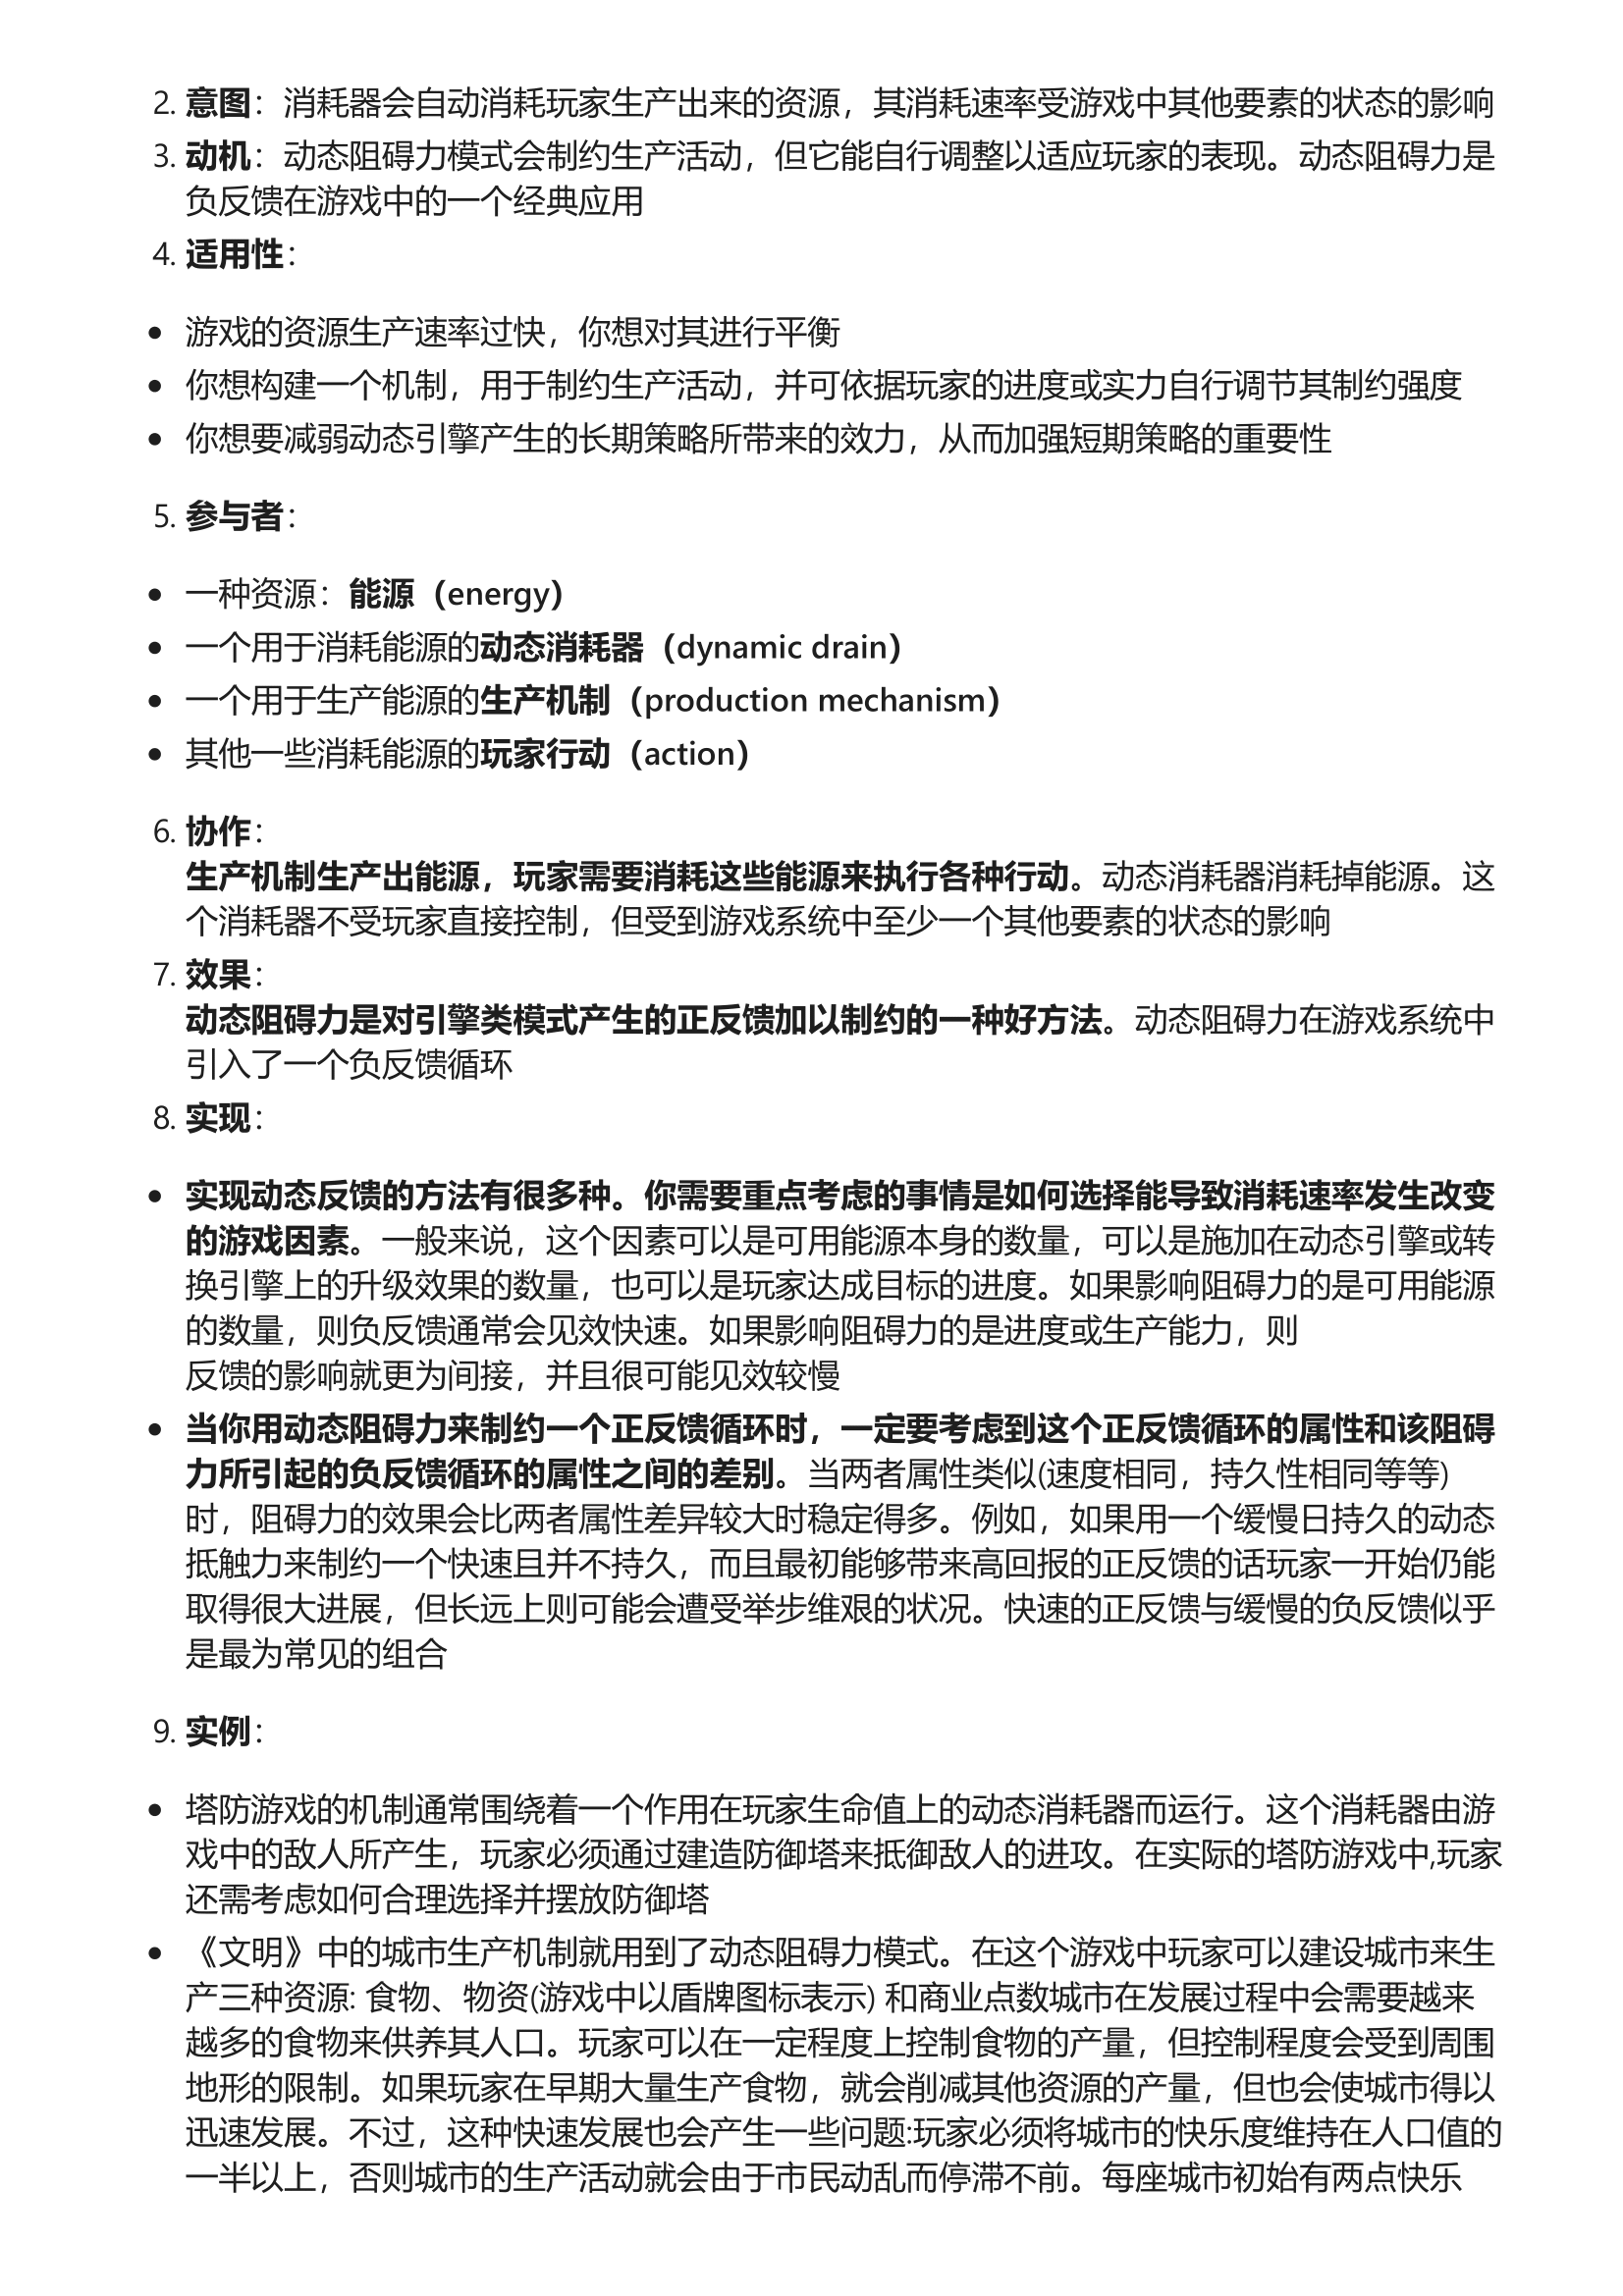 2. 意图：消耗器会自动消耗玩家生产出来的资源，其消耗速率受游戏中其他要素的状态的影响
3. 动机：动态阻碍力模式会制约生产活动，但它能自行调整以适应玩家的表现。动态阻碍力是
负反馈在游戏中的一个经典应用
4. 适用性：
• 游戏的资源生产速率过快，你想对其进行平衡
• 你想构建一个机制，用于制约生产活动，并可依据玩家的进度或实力自行调节其制约强度
• 你想要减弱动态引擎产生的长期策略所带来的效力，从而加强短期策略的重要性
5. 参与者：
• 一种资源：能源（energy）
• 一个用于消耗能源的动态消耗器（dynamic drain）
• 一个用于生产能源的生产机制（production mechanism）
• 其他一些消耗能源的玩家行动（action）
6. 协作：
生产机制生产出能源，玩家需要消耗这些能源来执行各种行动。动态消耗器消耗掉能源。这
个消耗器不受玩家直接控制，但受到游戏系统中至少一个其他要素的状态的影响
7. 效果：
动态阻碍力是对引擎类模式产生的正反馈加以制约的一种好方法。动态阻碍力在游戏系统中
引入了一个负反馈循环
8. 实现：
• 实现动态反馈的方法有很多种。你需要重点考虑的事情是如何选择能导致消耗速率发生改变
的游戏因素。一般来说，这个因素可以是可用能源本身的数量，可以是施加在动态引擎或转
换引擎上的升级效果的数量，也可以是玩家达成目标的进度。如果影响阻碍力的是可用能源
的数量，则负反馈通常会见效快速。如果影响阻碍力的是进度或生产能力，则
反馈的影响就更为间接，并且很可能见效较慢
• 当你用动态阻碍力来制约一个正反馈循环时，一定要考虑到这个正反馈循环的属性和该阻碍
力所引起的负反馈循环的属性之间的差别。当两者属性类似(速度相同，持久性相同等等)
时，阻碍力的效果会比两者属性差异较大时稳定得多。例如，如果用一个缓慢日持久的动态
抵触力来制约一个快速且并不持久，而且最初能够带来高回报的正反馈的话玩家一开始仍能
取得很大进展，但长远上则可能会遭受举步维艰的状况。快速的正反馈与缓慢的负反馈似乎
是最为常见的组合
9. 实例：
• 塔防游戏的机制通常围绕着一个作用在玩家生命值上的动态消耗器而运行。这个消耗器由游
戏中的敌人所产生，玩家必须通过建造防御塔来抵御敌人的进攻。在实际的塔防游戏中,玩家
还需考虑如何合理选择并摆放防御塔
• 《文明》中的城市生产机制就用到了动态阻碍力模式。在这个游戏中玩家可以建设城市来生
产三种资源: 食物、物资(游戏中以盾牌图标表示) 和商业点数城市在发展过程中会需要越来
越多的食物来供养其人口。玩家可以在一定程度上控制食物的产量，但控制程度会受到周围
地形的限制。如果玩家在早期大量生产食物，就会削减其他资源的产量，但也会使城市得以
迅速发展。不过，这种快速发展也会产生一些问题:玩家必须将城市的快乐度维持在人口值的
一半以上，否则城市的生产活动就会由于市民动乱而停滞不前。每座城市初始有两点快乐